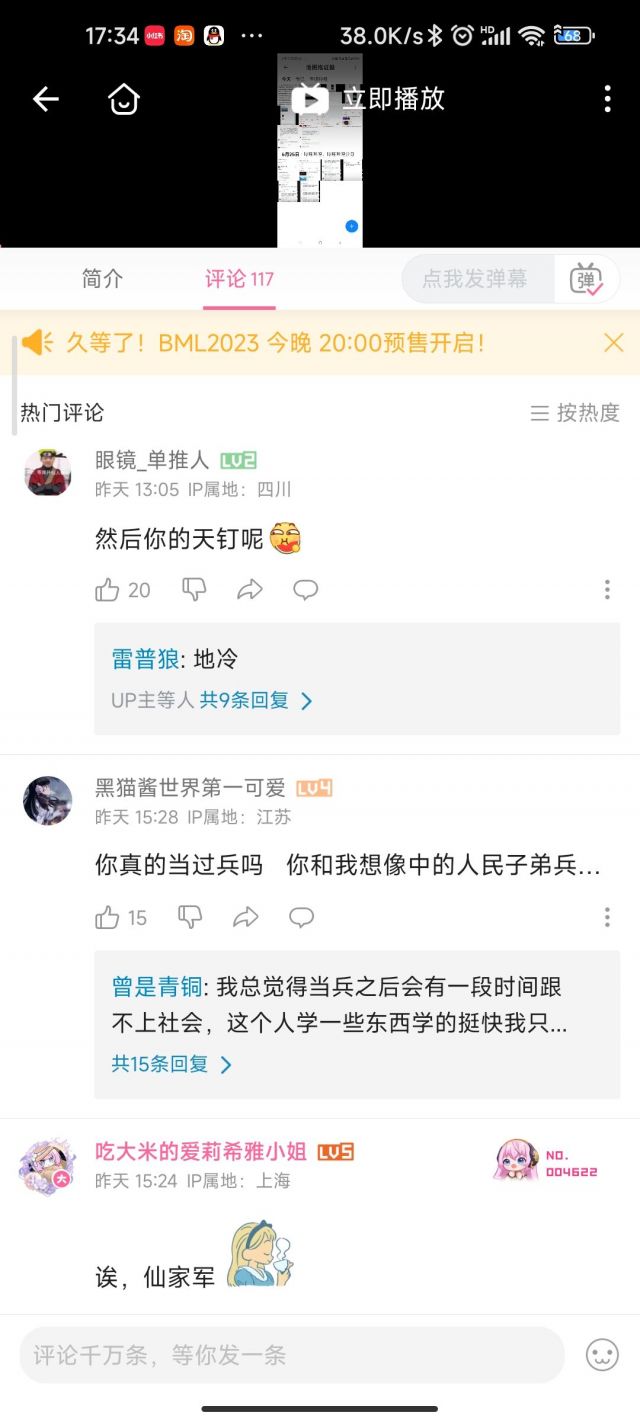 17:34 小红书 淘 ... 38.0K/s HD 68
立即播放
简介 评论 117 点我发弹幕 弹
久等了！BML2023 今晚 20:00预售开启！
热门评论 按热度
眼镜_单推人 LV2
昨天 13:05 IP属地：四川
然后你的天钉呢
20
雷普狼: 地冷
UP主等人 共9条回复
黑猫酱世界第一可爱 LV4
昨天 15:28 IP属地：江苏
你真的当过兵吗 你和我想像中的人民子弟兵...
15
曾是青铜: 我总觉得当兵之后会有一段时间跟
不上社会，这个人学一些东西学的挺快我只...
共15条回复
吃大米的爱莉希雅小姐 LV5
NO.
004622
昨天 15:24 IP属地：上海
诶，仙家军
评论千万条，等你发一条